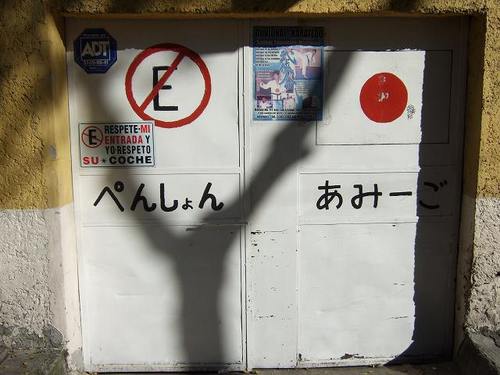 ADT
E
E RESPETE-MI
ENTRADA Y
YO·RESPETO
SU★COCHE
ぺんしょん
あみーご